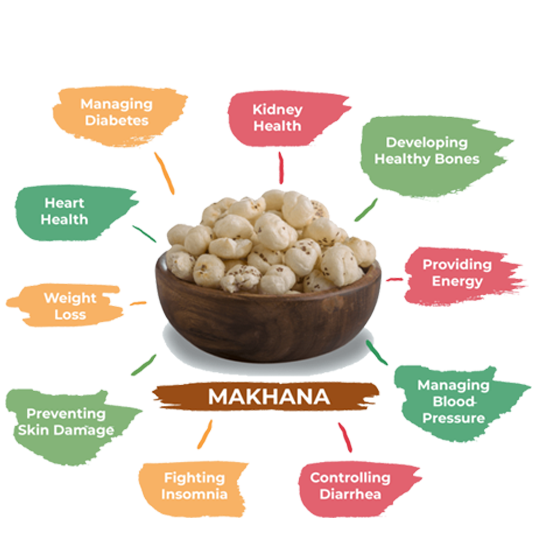 Managing
Diabetes
Kidney
Health
Developing
Healthy Bones
Heart
Health
Providing
Energy
Weight
Loss
MAKHANA
Managing
Blood
Pressure
Preventing
Skin Damage
Fighting
Insomnia
Controlling
Diarrhea